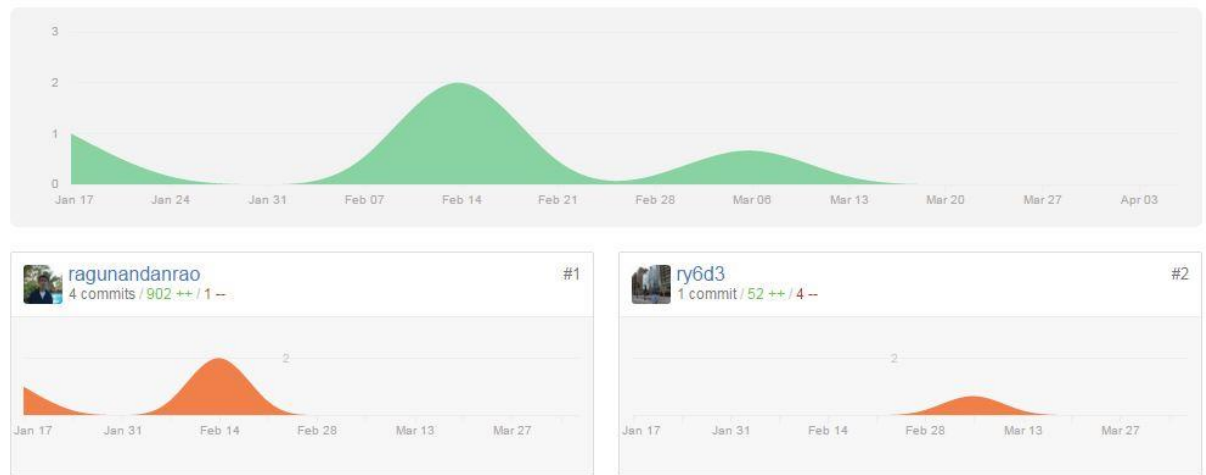 3
2
1
0
Jan 17 Jan 24 Jan 31 Feb 07 Feb 14 Feb 21 Feb 28 Mar 06 Mar 13 Mar 20 Mar 27 Apr 03
ragunandanrao #1
4 commits / 902 ++ / 1 --
2
Jan 17 Jan 31 Feb 14 Feb 28 Mar 13 Mar 27
ry6d3 #2
1 commit / 52 ++ / 4 --
2
Jan 17 Jan 31 Feb 14 Feb 28 Mar 13 Mar 27